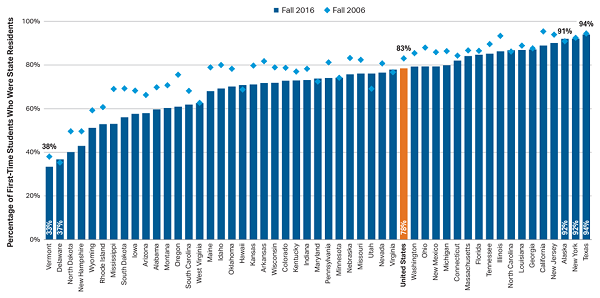 Fall 2016 Fall 2006
Percentage of First-Time Students Who Were State Residents
100%
80%
60%
40%
20%
0%
38%
83%
91%
94%
33%
37%
78%
92%
92%
94%
Vermont
Delaware
North Dakota
New Hampshire
Wyoming
Rhode Island
Mississippi
South Dakota
Iowa
Arizona
Alabama
Montana
Oregon
South Carolina
West Virginia
Maine
Idaho
Oklahoma
Hawaii
Kansas
Arkansas
Wisconsin
Colorado
Kentucky
Indiana
Maryland
Pennsylvania
Minnesota
Nebraska
Missouri
Utah
Nevada
Virginia
United States
Washington
Ohio
New Mexico
Michigan
Connecticut
Massachusetts
Florida
Tennessee
Illinois
North Carolina
Louisiana
Georgia
California
New Jersey
Alaska
New York
Texas